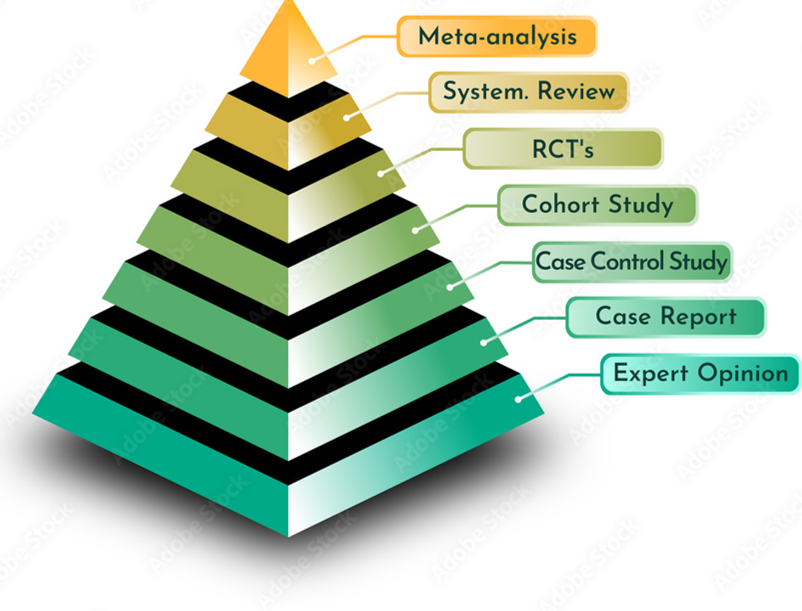 Meta-analysis
System. Review
RCT's
Cohort Study
Case Control Study
Case Report
Expert Opinion
Adobe Stock